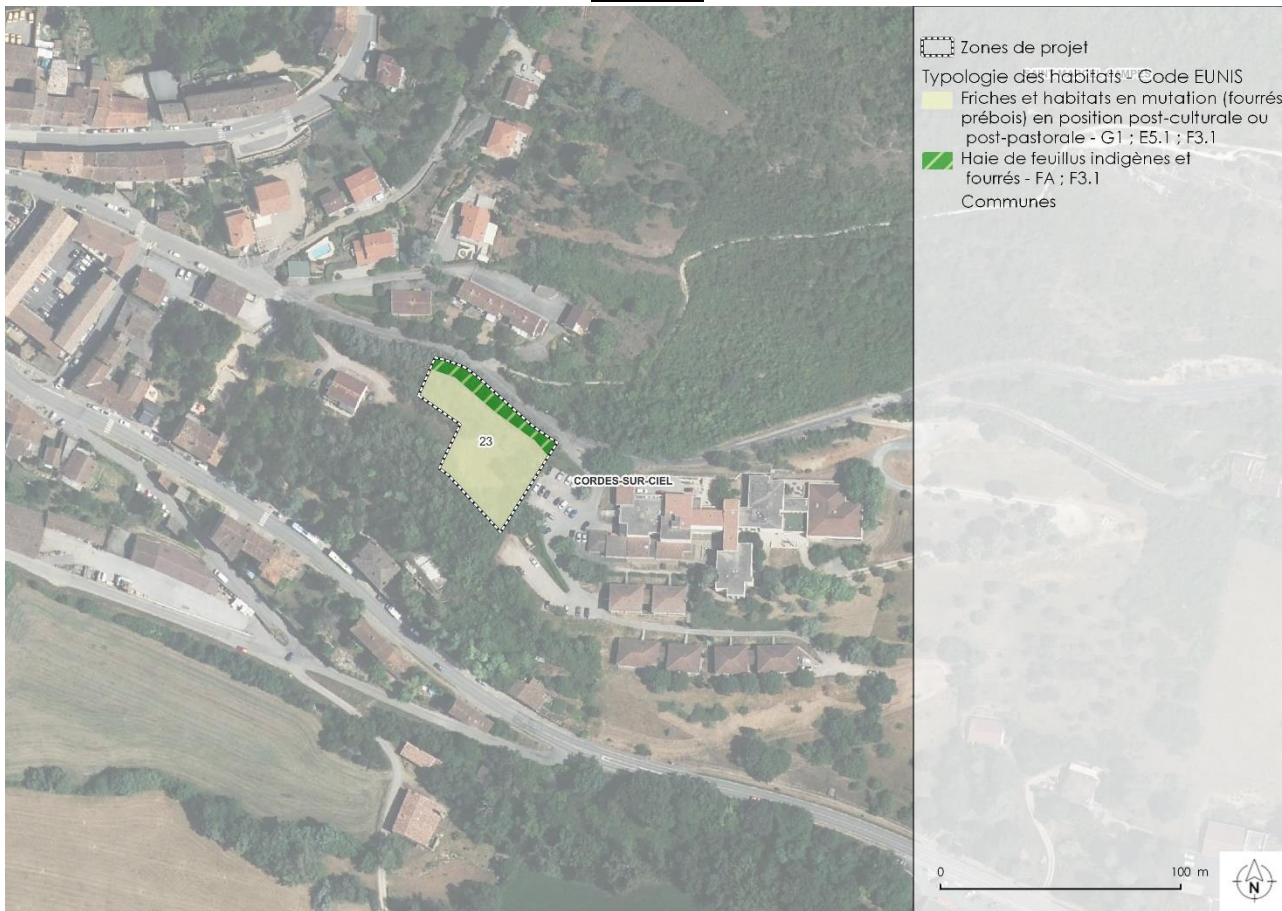 Zones de projet
Typologie des habitats - Code EUNIS
Friches et habitats en mutation (fourrés
prébois) en position post-culturale ou
post-pastorale - G1 ; E5.1 ; F3.1
Haie de feuillus indigènes et
fourrés - FA ; F3.1
Communes
23
CORDES-SUR-CIEL
0 100 m
N